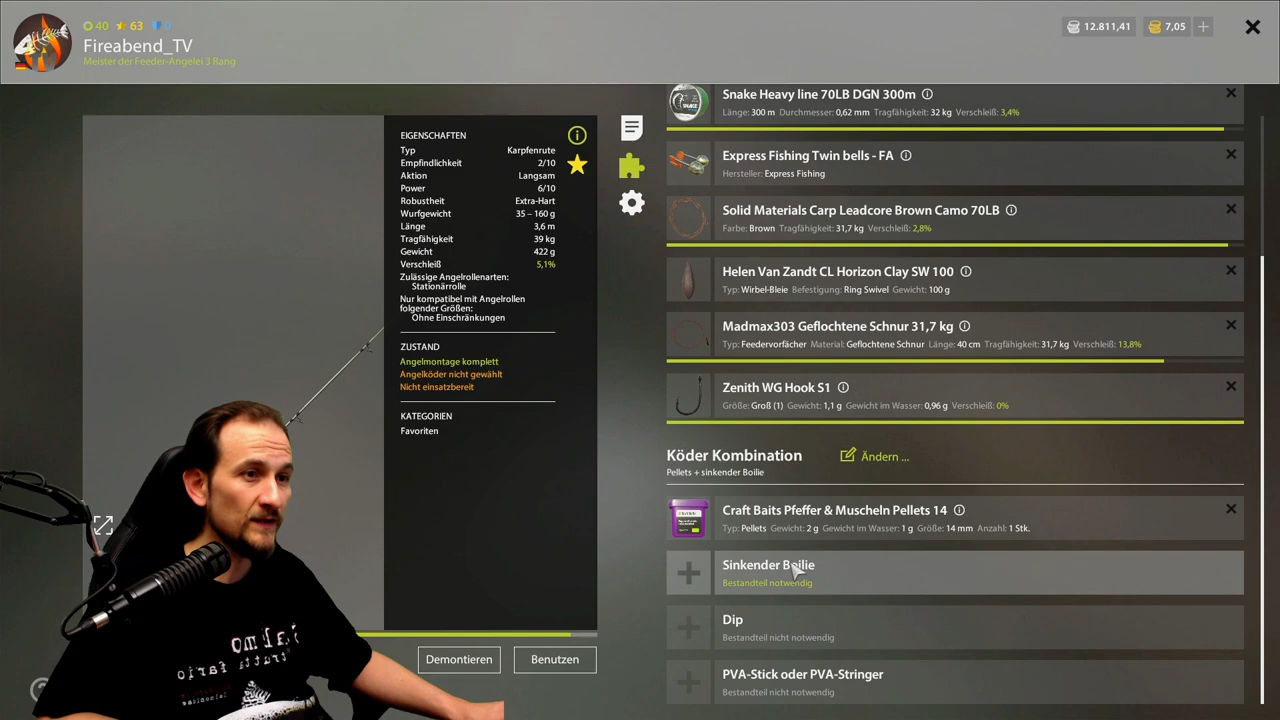 40 63
Fireabend_TV
Meister der Feeder-Angelei 3 Rang
12.811,41
7,05
EIGENSCHAFTEN
Typ Karpfenrute
Empfindlichkeit 2/10
Aktion Langsam
Power 6/10
Robustheit Extra-Hart
Wurfgewicht 35 – 160 g
Länge 3,6 m
Tragfähigkeit 39 kg
Gewicht 422 g
Verschleiß 5,1%
Zulässige Angelrollenarten:
Stationärrolle
Nur kompatibel mit Angelrollen
folgender Größen:
Ohne Einschränkungen
ZUSTAND
Angelmontage komplett
Angelköder nicht gewählt
Nicht einsatzbereit
KATEGORIEN
Favoriten
Demontieren
Benutzen
Snake Heavy line 70LB DGN 300m
Länge: 300 m Durchmesser: 0,62 mm Tragfähigkeit: 32 kg Verschleiß: 3,4%
Express Fishing Twin bells - FA
Hersteller: Express Fishing
Solid Materials Carp Leadcore Brown Camo 70LB
Farbe: Brown Tragfähigkeit: 31,7 kg Verschleiß: 2,8%
Helen Van Zandt CL Horizon Clay SW 100
Typ: Wirbel-Bleie Befestigung: Ring Swivel Gewicht: 100 g
Madmax303 Geflochtene Schnur 31,7 kg
Typ: Feedervorfächer Material: Geflochtene Schnur Länge: 40 cm Tragfähigkeit: 31,7 kg Verschleiß: 13,8%
Zenith WG Hook S1
Größe: Groß (1) Gewicht: 1,1 g Gewicht im Wasser: 0,96 g Verschleiß: 0%
Köder Kombination
Ändern ...
Pellets + sinkender Boilie
Craft Baits Pfeffer & Muscheln Pellets 14
Typ: Pellets Gewicht: 2 g Gewicht im Wasser: 1 g Größe: 14 mm Anzahl: 1 Stk.
Sinkender Boilie
Bestandteil notwendig
Dip
Bestandteil nicht notwendig
PVA-Stick oder PVA-Stringer
Bestandteil nicht notwendig